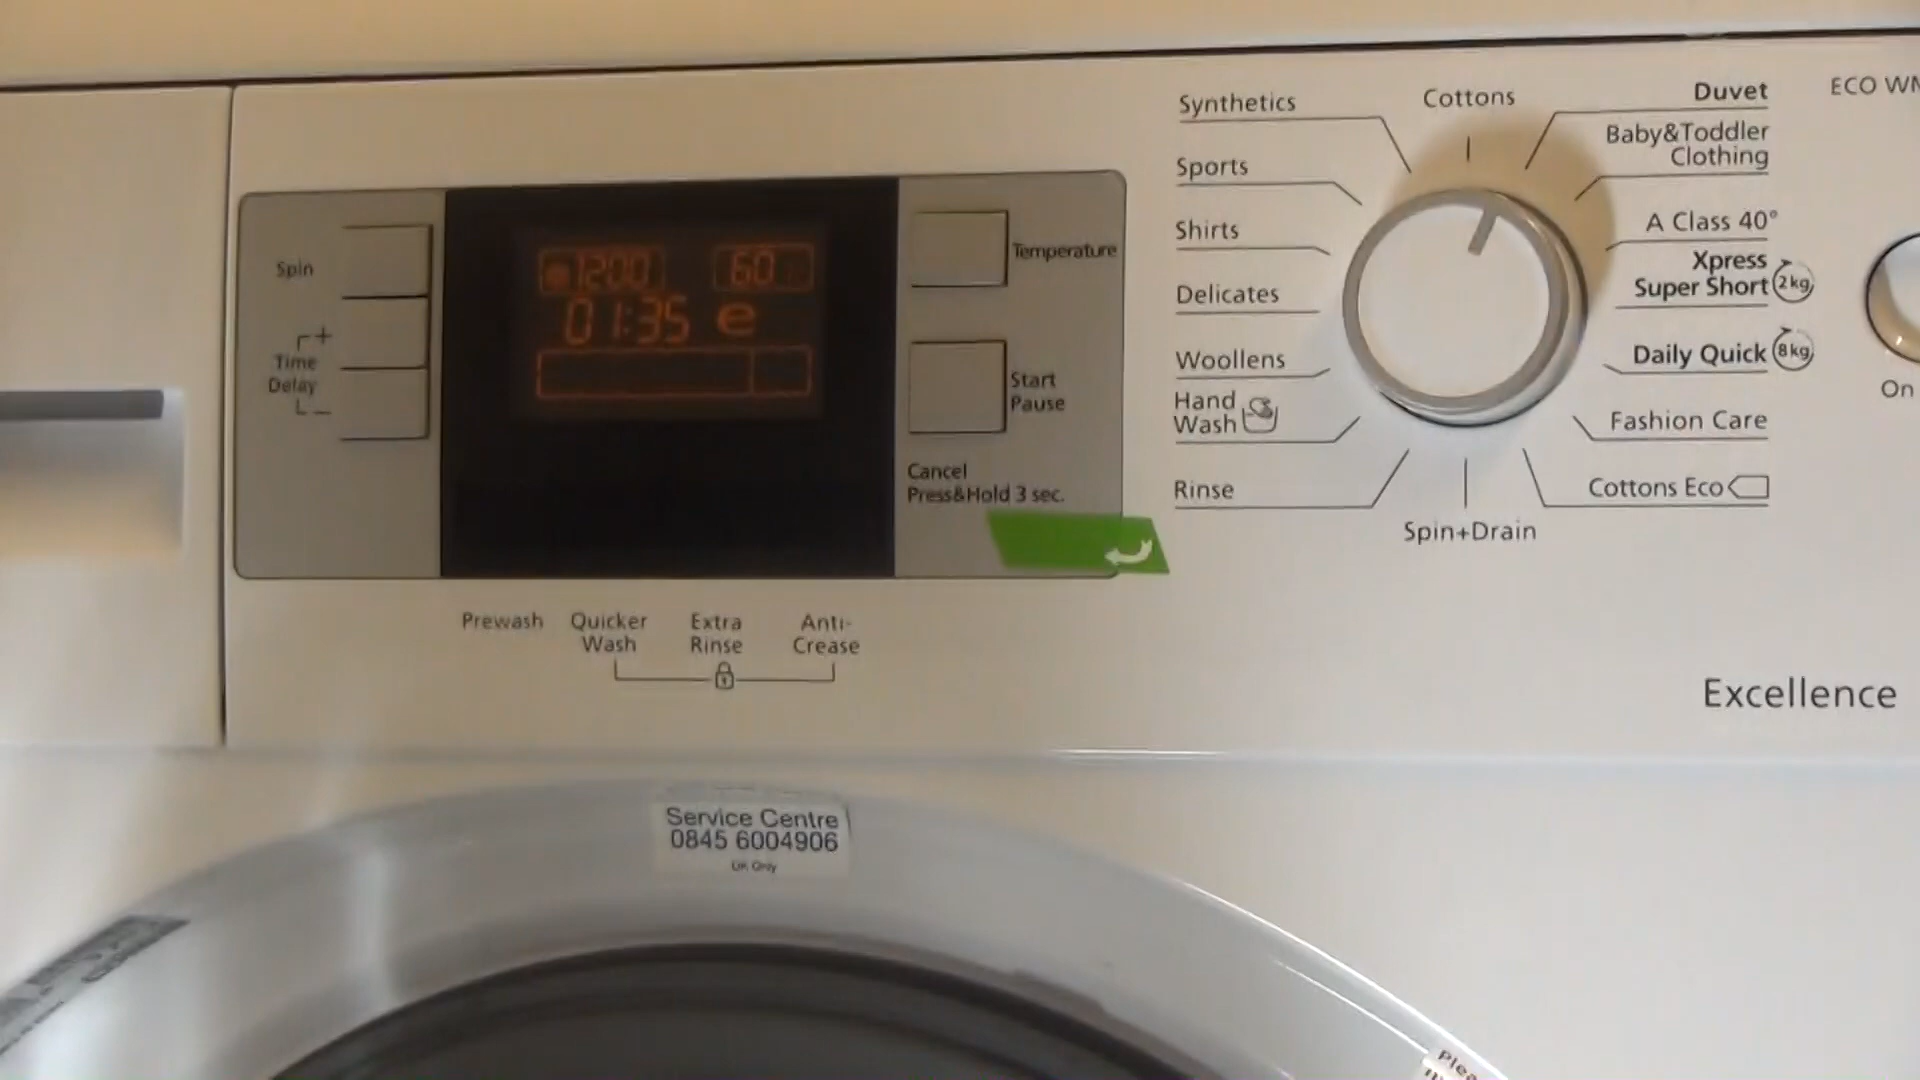 Synthetics
Cottons
Duvet
ECO WM
Baby&Toddler
Clothing
Sports
Shirts
A Class 40°
Xpress
Super Short 2kg
Delicates
Daily Quick 8kg
Woollens
Hand
Wash
Fashion Care
Rinse
Cottons Eco
Spin+Drain
On
Spin
+
Time
Delay
–
1200
60
01:35 e
Temperature
Start
Pause
Cancel
Press&Hold 3 sec.
Prewash
Quicker
Wash
Extra
Rinse
Anti-
Crease
Excellence
Service Centre
0845 6004906
UK Only